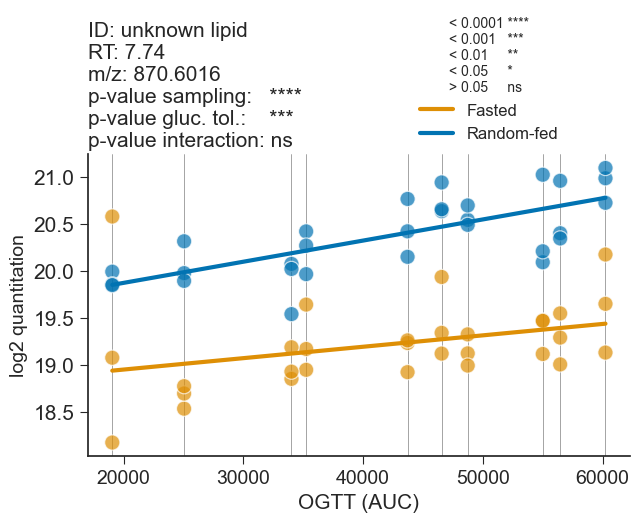 ID: unknown lipid
RT: 7.74
m/z: 870.6016
p-value sampling: ****
p-value gluc. tol.: ***
p-value interaction: ns
< 0.0001 ****
< 0.001 ***
< 0.01 **
< 0.05 *
> 0.05 ns
Fasted
Random-fed
log2 quantitation
21.0
20.5
20.0
19.5
19.0
18.5
20000 30000 40000 50000 60000
OGTT (AUC)